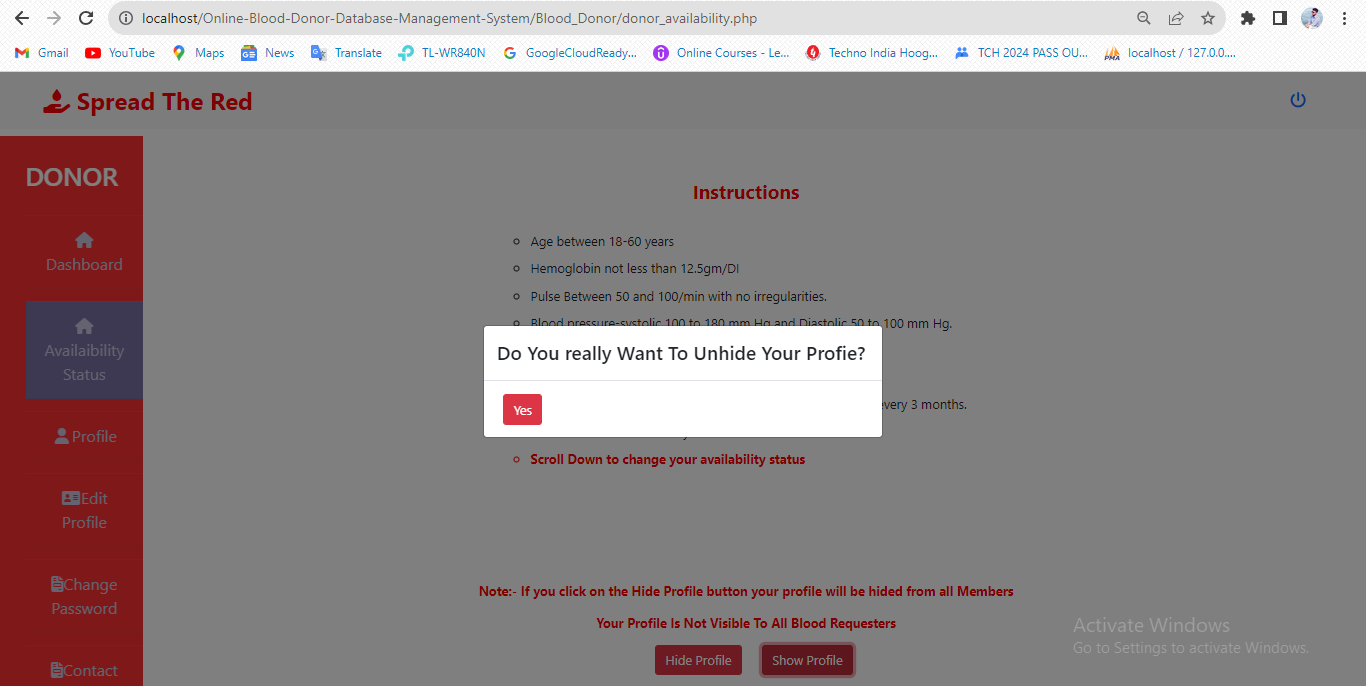 localhost/Online-Blood-Donor-Database-Management-System/Blood_Donor/donor_availability.php
Gmail YouTube Maps News Translate TL-WR840N GoogleCloudReady... Online Courses - Le... Techno India Hoog... TCH 2024 PASS OU... localhost / 127.0.0....
Spread The Red
DONOR
Dashboard
Availaibility
Status
Profile
Edit
Profile
Change
Password
Contact
Instructions
Age between 18-60 years
Hemoglobin not less than 12.5gm/DI
Pulse Between 50 and 100/min with no irregularities.
Blood pressure-systolic 100 to 180 mm Hg and Diastolic 50 to 100 mm Hg.
Do You really Want To Unhide Your Profie?
Yes
every 3 months.
Scroll Down to change your availability status
Note:- If you click on the Hide Profile button your profile will be hided from all Members
Your Profile Is Not Visible To All Blood Requesters
Hide Profile Show Profile
Activate Windows
Go to Settings to activate Windows.